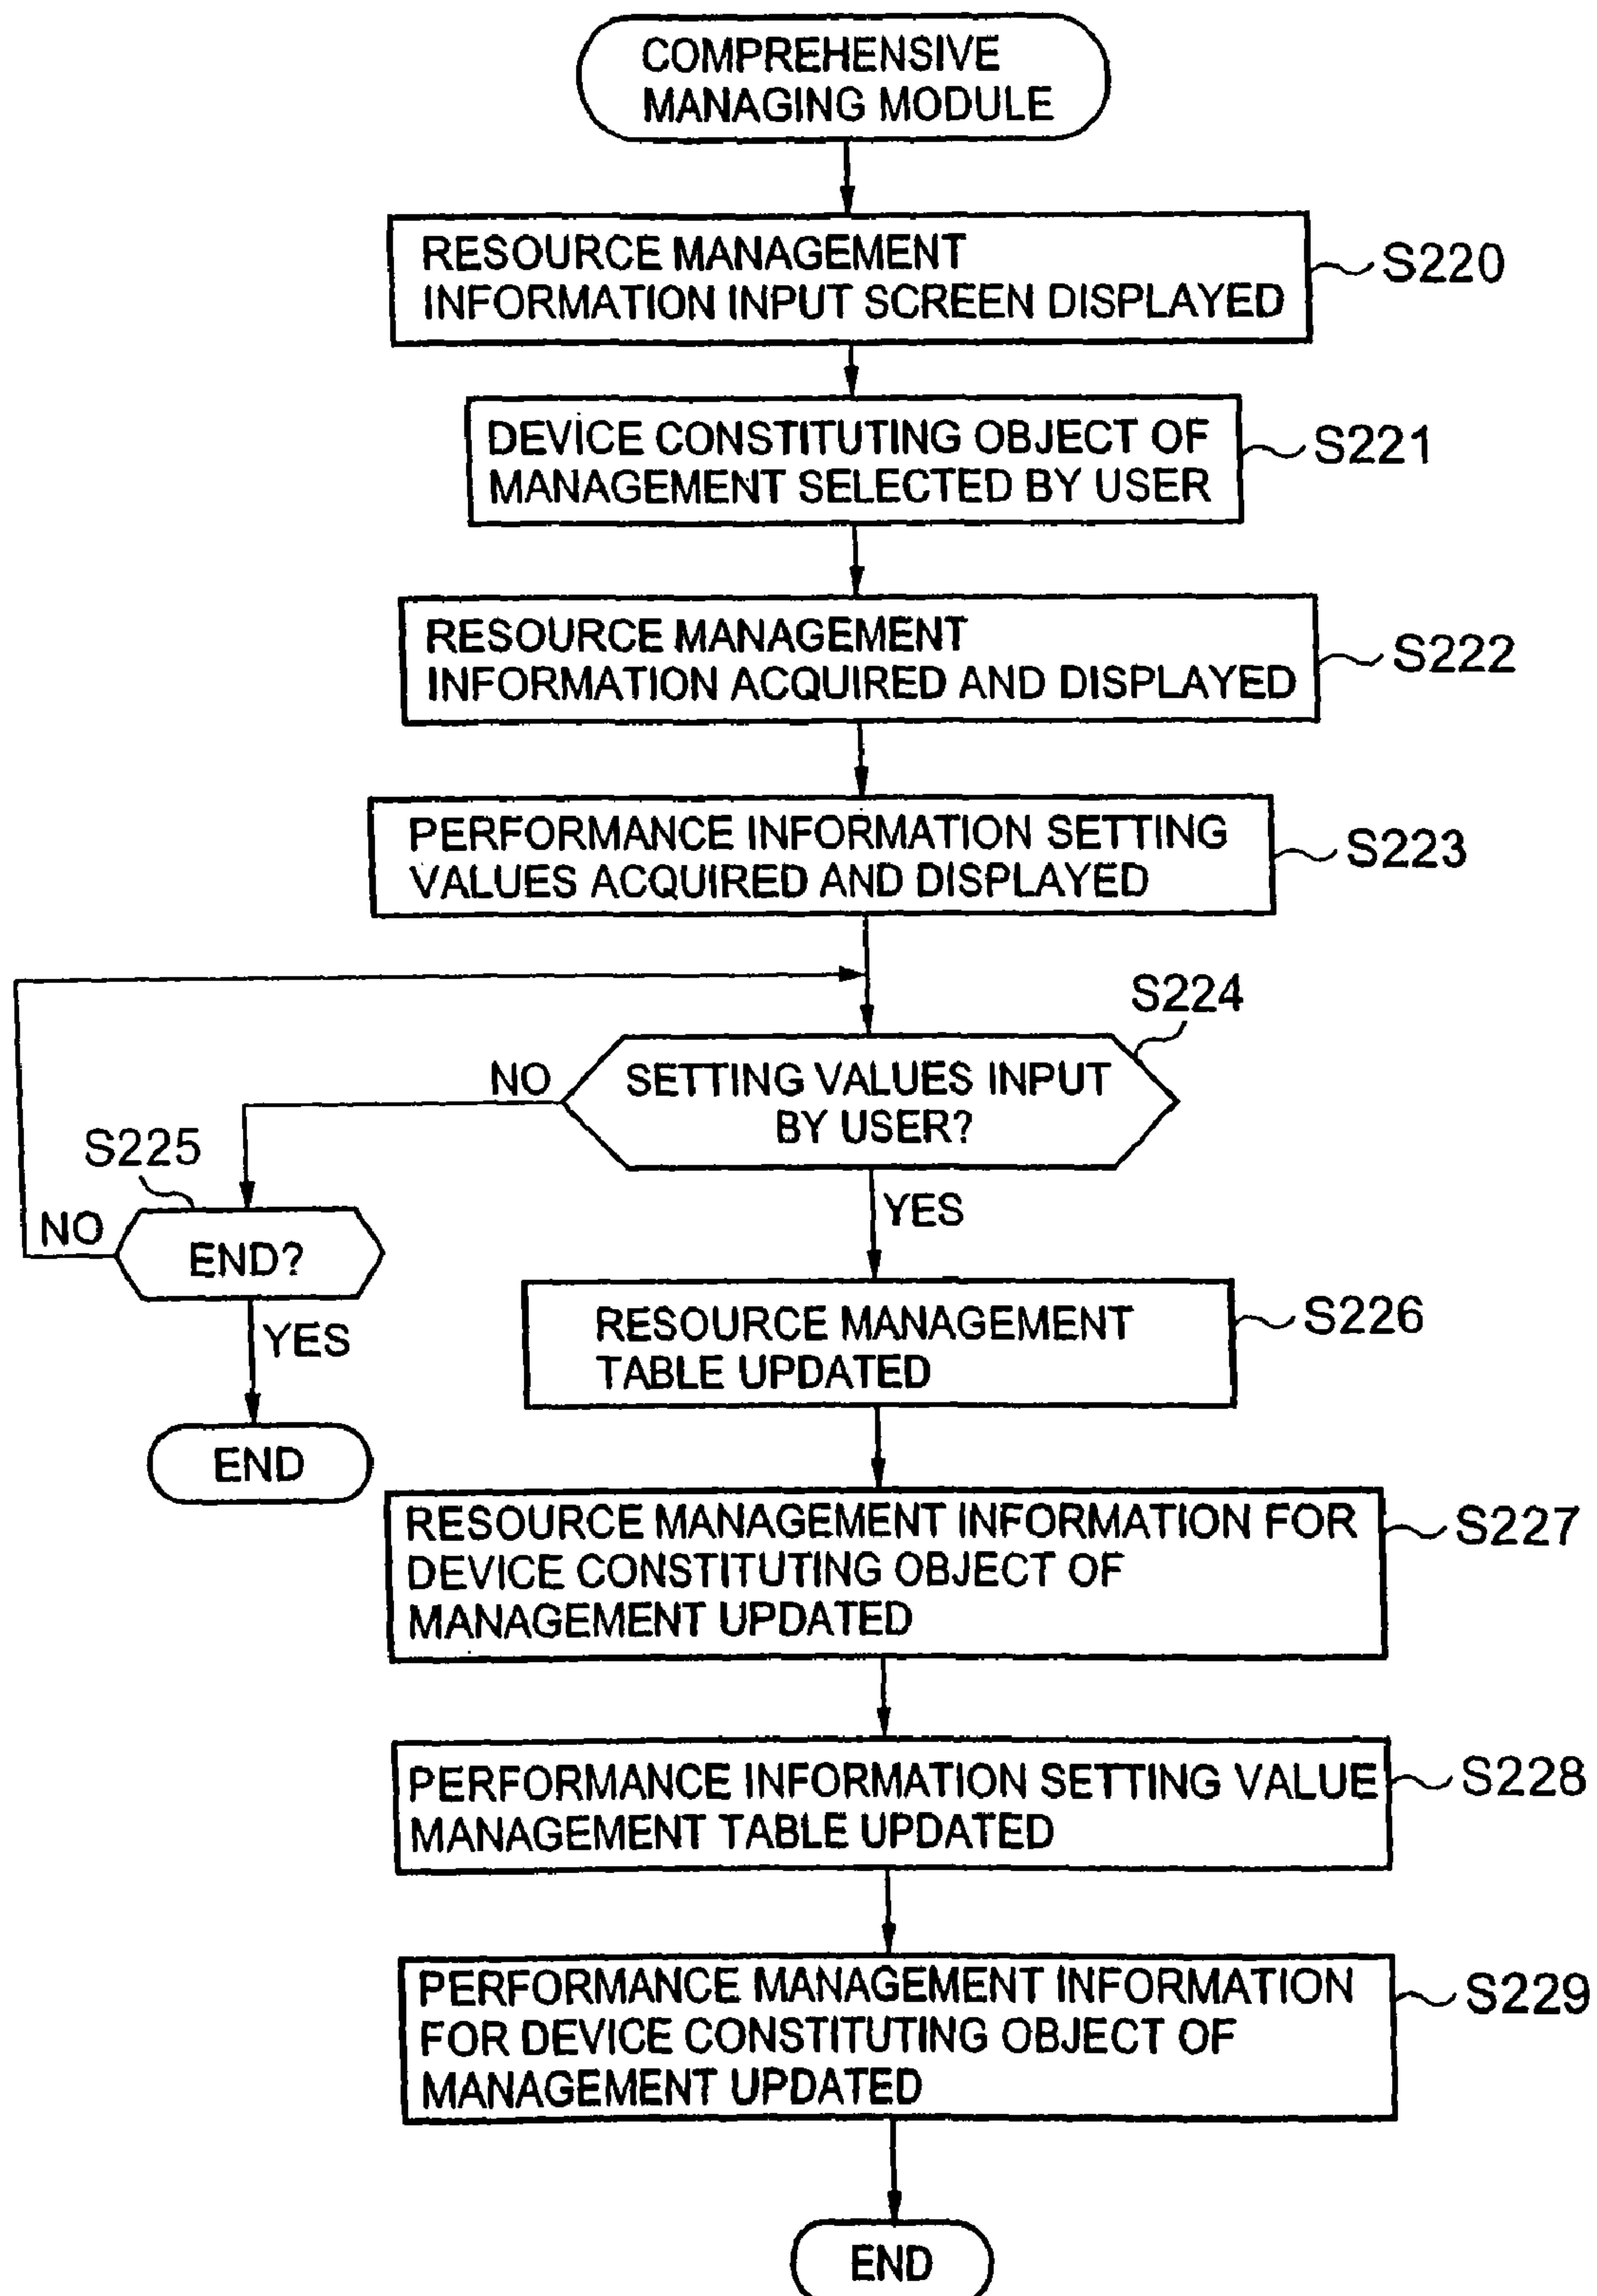 COMPREHENSIVE
MANAGING MODULE
RESOURCE MANAGEMENT
INFORMATION INPUT SCREEN DISPLAYED
S220
DEVICE CONSTITUTING OBJECT OF
MANAGEMENT SELECTED BY USER
S221
RESOURCE MANAGEMENT
INFORMATION ACQUIRED AND DISPLAYED
S222
PERFORMANCE INFORMATION SETTING
VALUES ACQUIRED AND DISPLAYED
S223
S224
NO
SETTING VALUES INPUT
BY USER?
S225
YES
NO
END?
YES
END
RESOURCE MANAGEMENT
TABLE UPDATED
S226
RESOURCE MANAGEMENT INFORMATION FOR
DEVICE CONSTITUTING OBJECT OF
MANAGEMENT UPDATED
S227
PERFORMANCE INFORMATION SETTING VALUE
MANAGEMENT TABLE UPDATED
S228
PERFORMANCE MANAGEMENT INFORMATION
FOR DEVICE CONSTITUTING OBJECT OF
MANAGEMENT UPDATED
S229
END